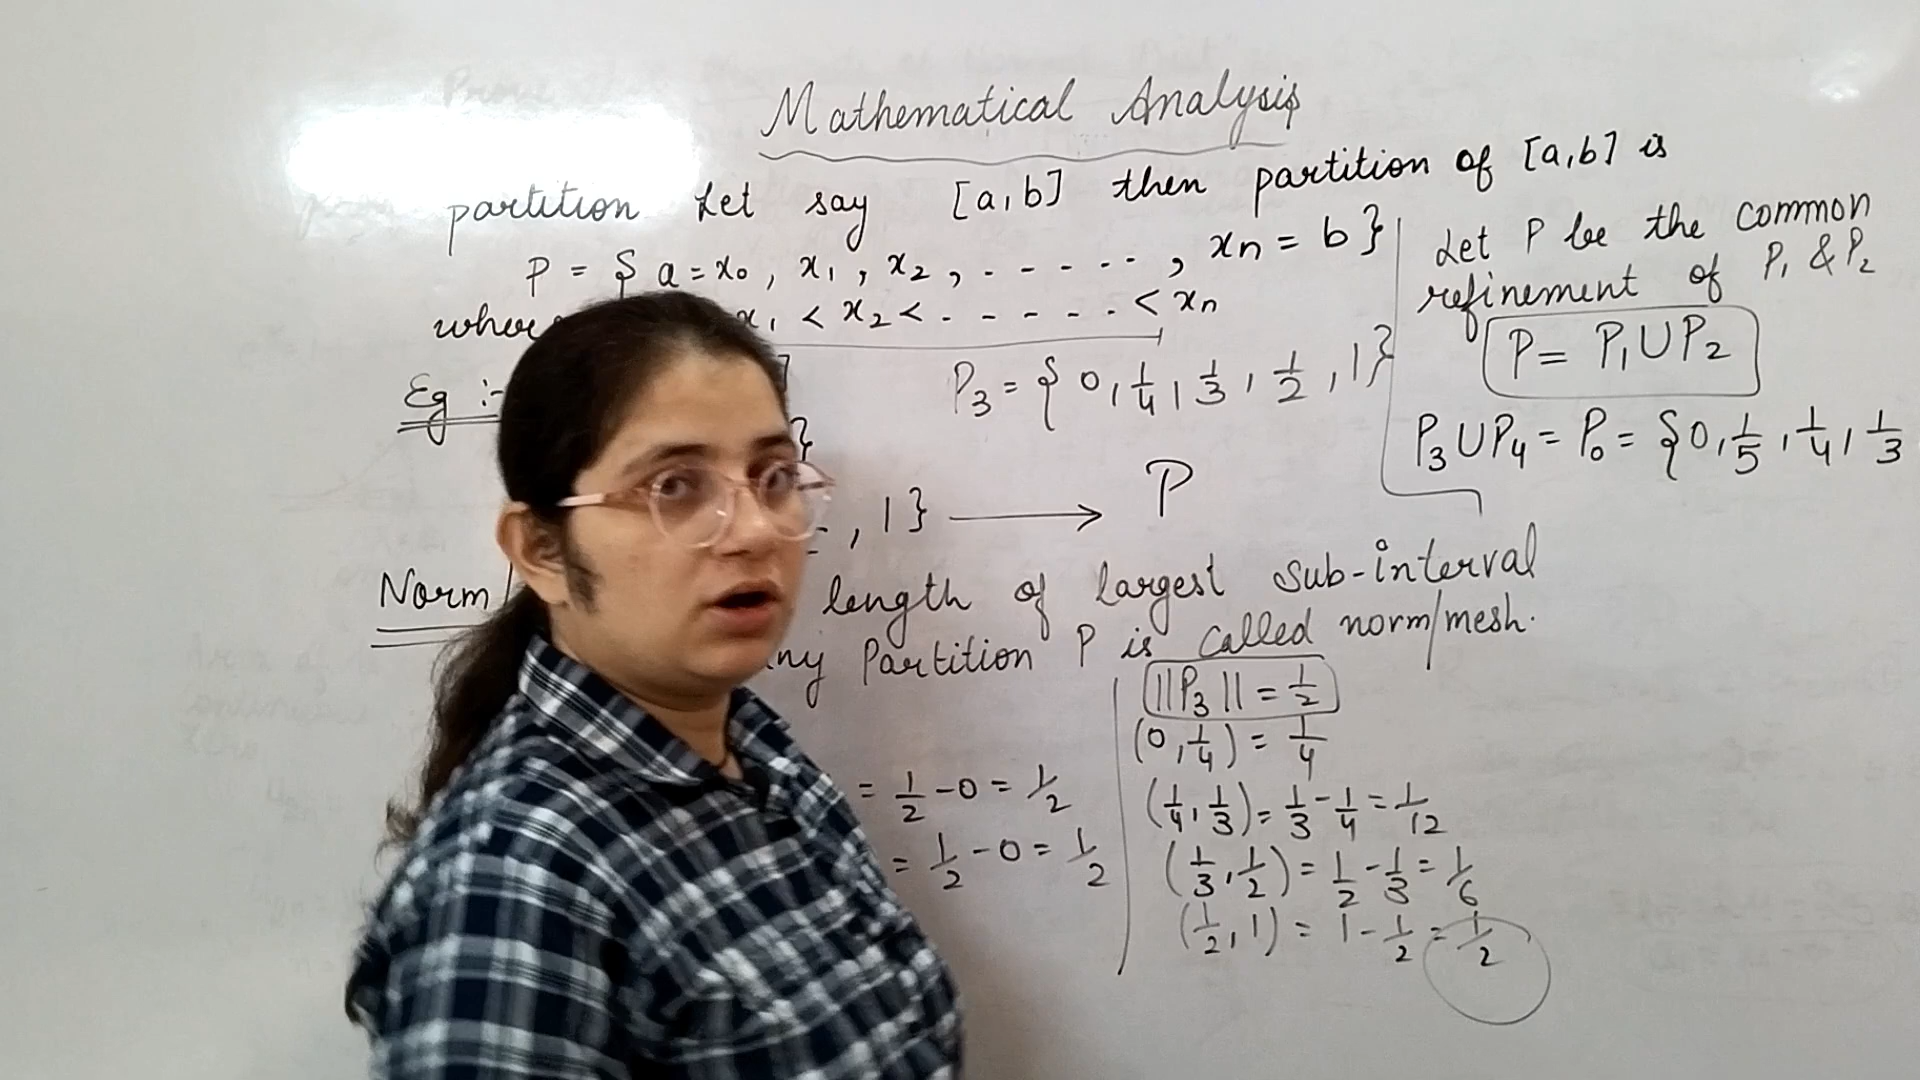 Mathematical Analysis
partition Let say [a,b] then partition of [a,b] is
P = { a = x₀, x₁, x₂, - - - - - - -, xn = b}
where x₁ < x₂ < - - - - - - < xn
Eg :- ]
P₃ = { 0, 1/4, 1/3, 1/2, 1}
}
, 1} ⟶ P
Norm/ length of largest sub-interval
any Partition P is called norm/mesh.
= 1/2 - 0 = 1/2
= 1/2 - 0 = 1/2
||P₃|| = 1/2
(0, 1/4) = 1/4
(1/4, 1/3) = 1/3 - 1/4 = 1/12
(1/3, 1/2) = 1/2 - 1/3 = 1/6
(1/2, 1) = 1 - 1/2 = 1/2
Let P be the common
refinement of P₁ & P₂
P = P₁ U P₂
P₃ U P₄ = P₀ = { 0, 1/5, 1/4, 1/3